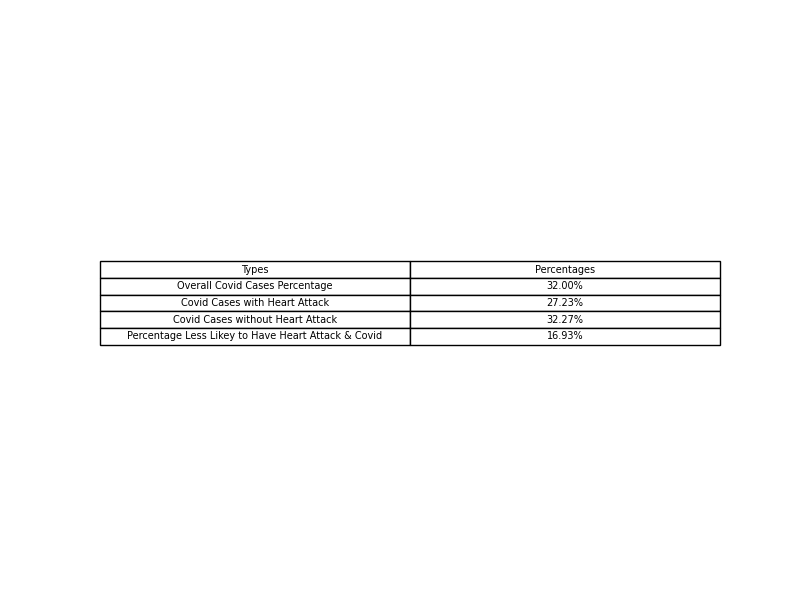 Types Percentages
Overall Covid Cases Percentage 32.00%
Covid Cases with Heart Attack 27.23%
Covid Cases without Heart Attack 32.27%
Percentage Less Likey to Have Heart Attack & Covid 16.93%